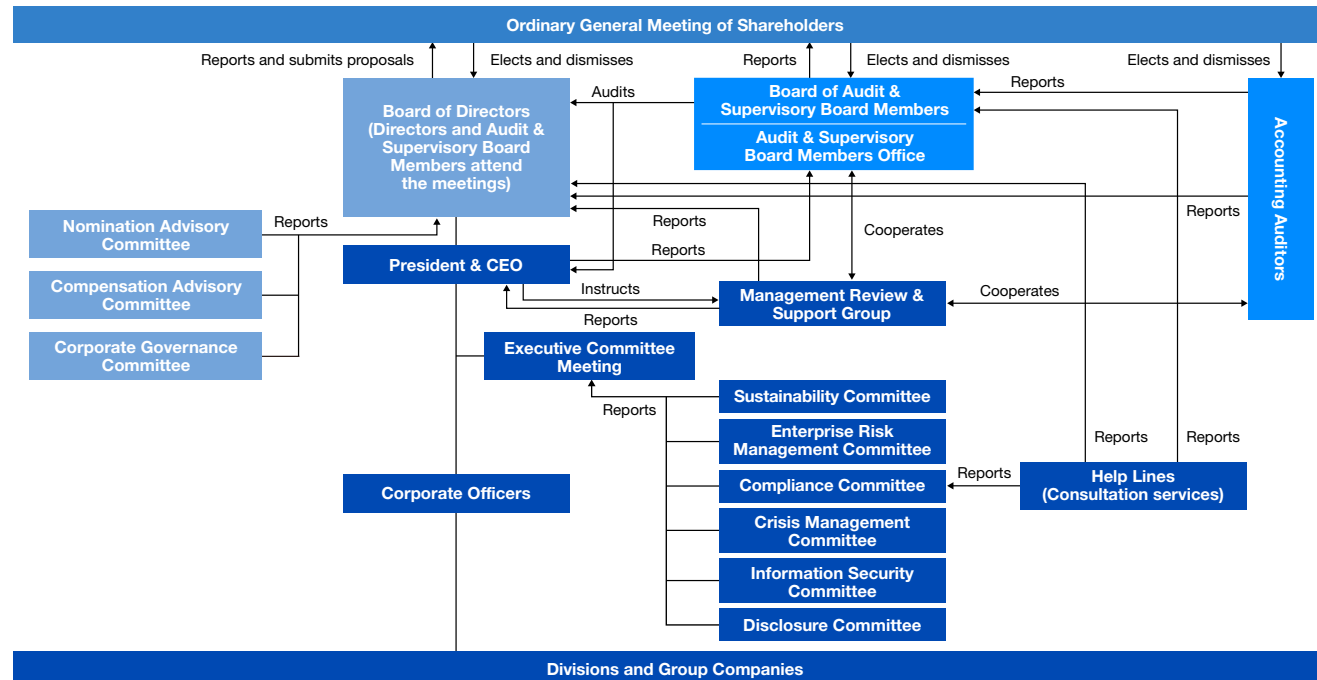 Ordinary General Meeting of Shareholders
Reports and submits proposals
Elects and dismisses
Reports
Elects and dismisses
Elects and dismisses
Board of Directors
(Directors and Audit &
Supervisory Board
Members attend
the meetings)
Audits
Board of Audit &
Supervisory Board Members
Audit & Supervisory
Board Members Office
Reports
Accounting Auditors
Reports
Nomination Advisory
Committee
Reports
Compensation Advisory
Committee
Corporate Governance
Committee
President & CEO
Reports
Reports
Cooperates
Instructs
Reports
Management Review &
Support Group
Cooperates
Executive Committee
Meeting
Reports
Sustainability Committee
Enterprise Risk
Management Committee
Compliance Committee
Crisis Management
Committee
Information Security
Committee
Disclosure Committee
Reports
Reports
Reports
Help Lines
(Consultation services)
Corporate Officers
Divisions and Group Companies